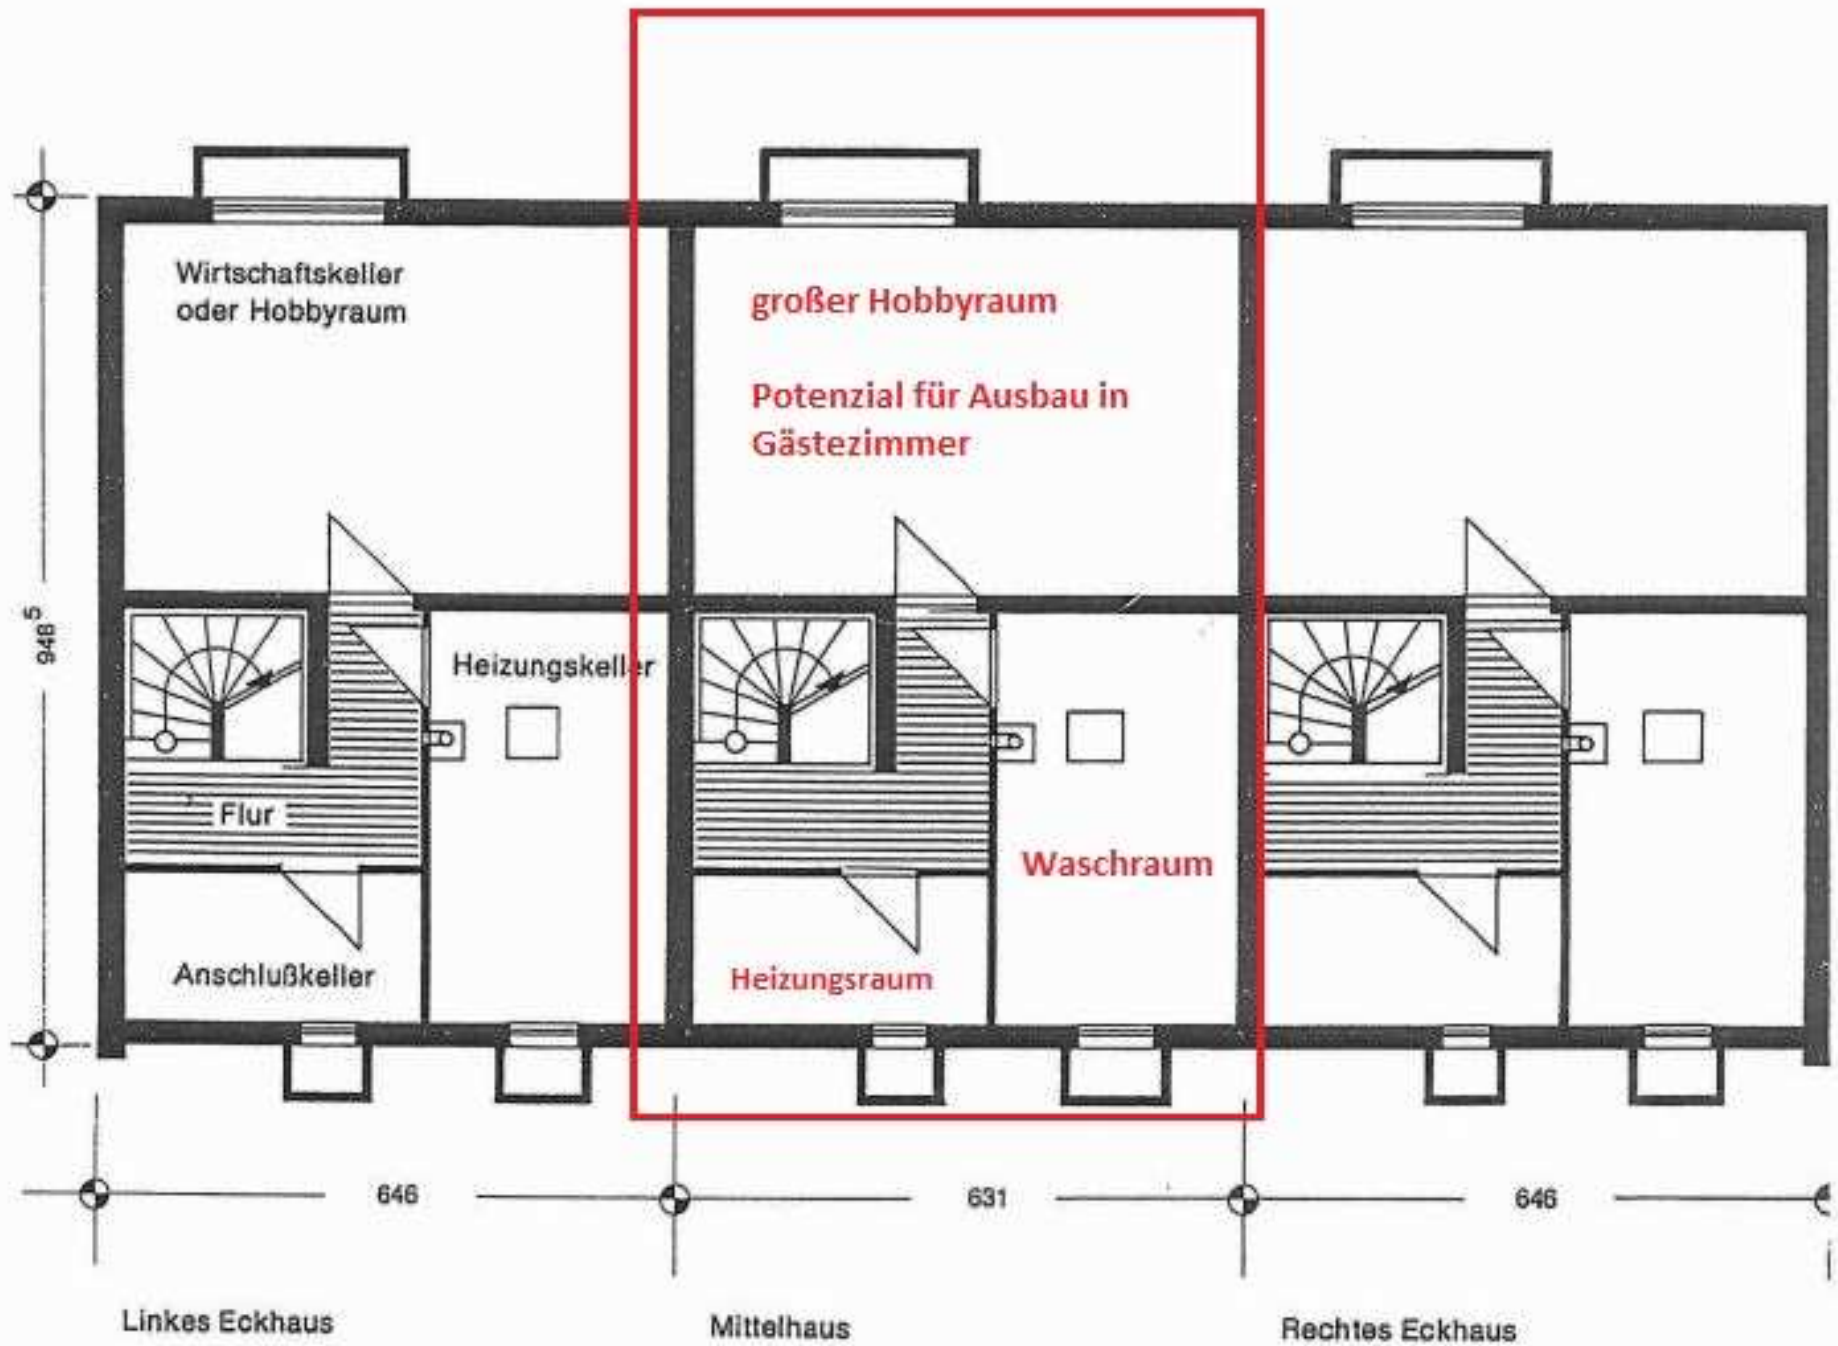 Wirtschaftskeller
oder Hobbyraum
großer Hobbyraum
Potenzial für Ausbau in
Gästezimmer
Heizungskeller
Flur
Waschraum
Anschlußkeller
Heizungsraum
946⁵
646
631
646
Linkes Eckhaus
Mittelhaus
Rechtes Eckhaus